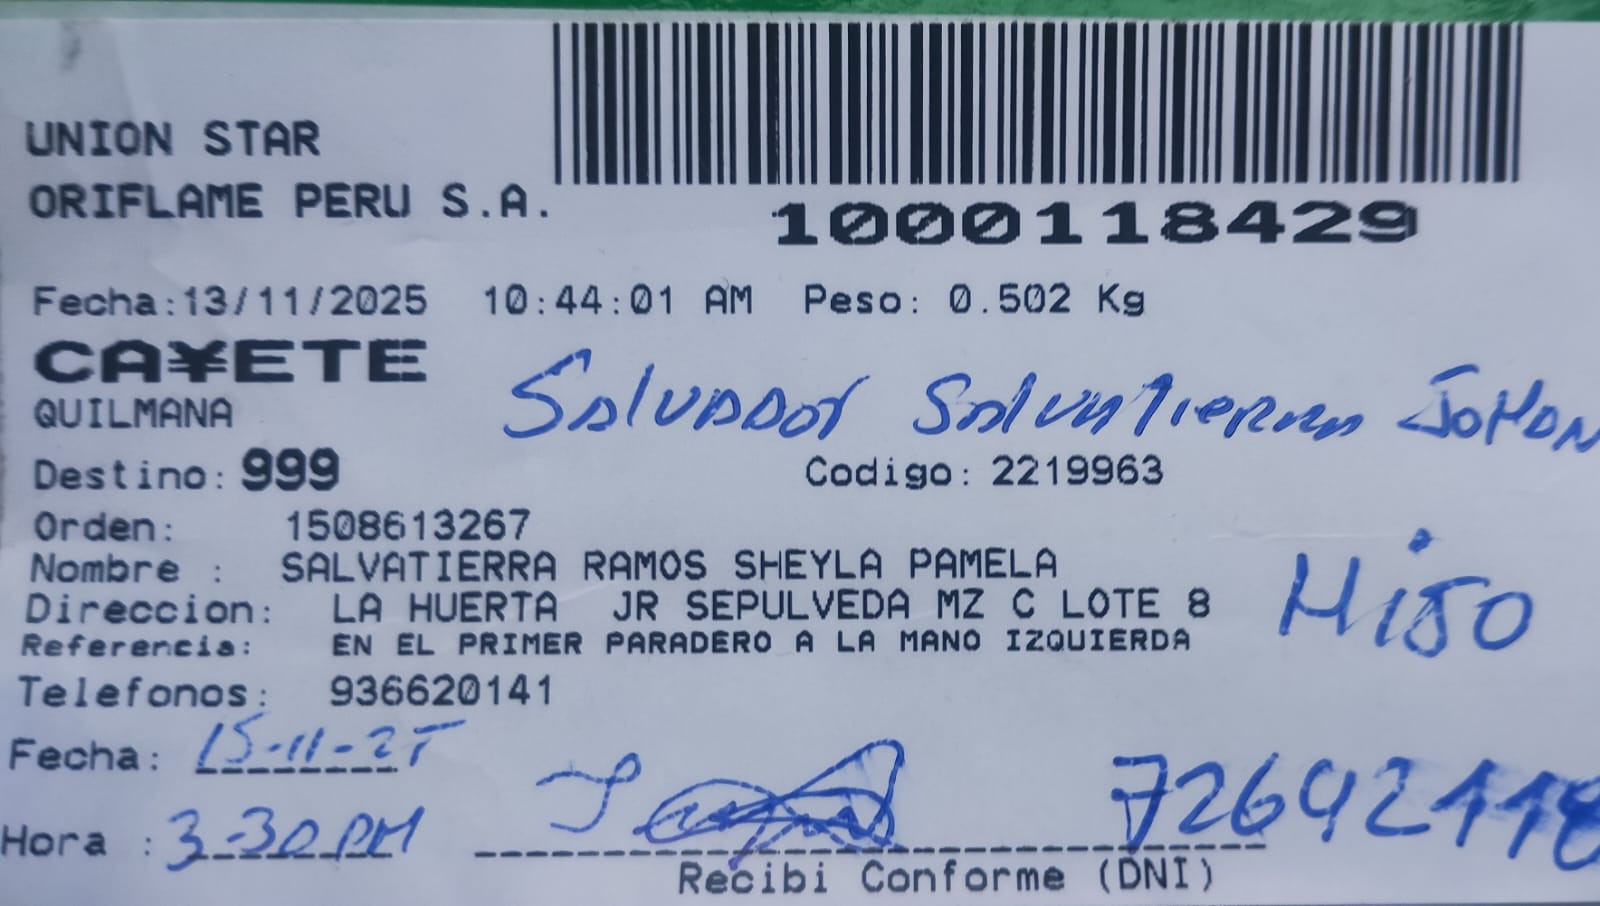 UNION STAR
ORIFLAME PERU S.A.
1000118429
Fecha:13/11/2025 10:44:01 AM Peso: 0.502 Kg
CA¥ETE
QUILMANA
Salvador Salvatierra JOHAN
Destino: 999 Codigo: 2219963
Orden: 1508613267
Nombre : SALVATIERRA RAMOS SHEYLA PAMELA
Direccion: LA HUERTA JR SEPULVEDA MZ C LOTE 8
Hijo
Referencia: EN EL PRIMER PARADERO A LA MANO IZQUIERDA
Telefonos: 936620141
Fecha: 15-11-25
Hora : 3-30 PM
Recibi Conforme (DNI)